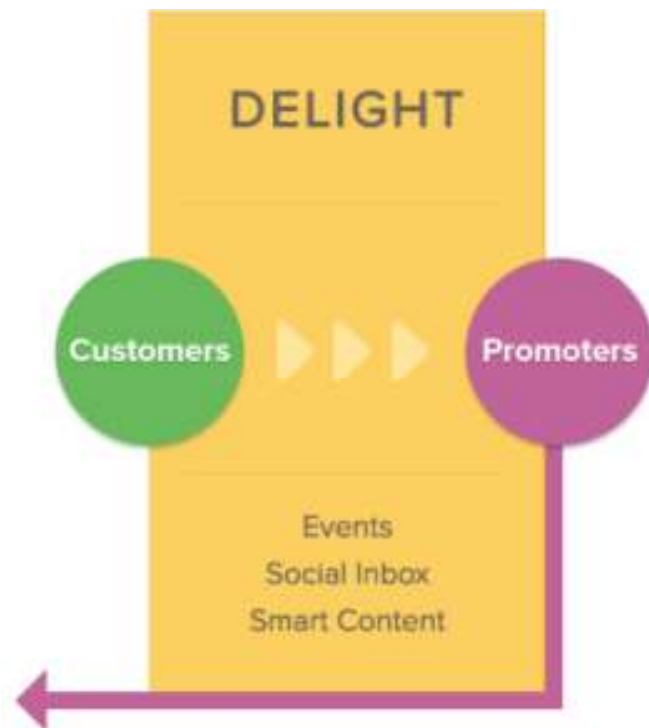 DELIGHT
Customers
Promoters
Events
Social Inbox
Smart Content